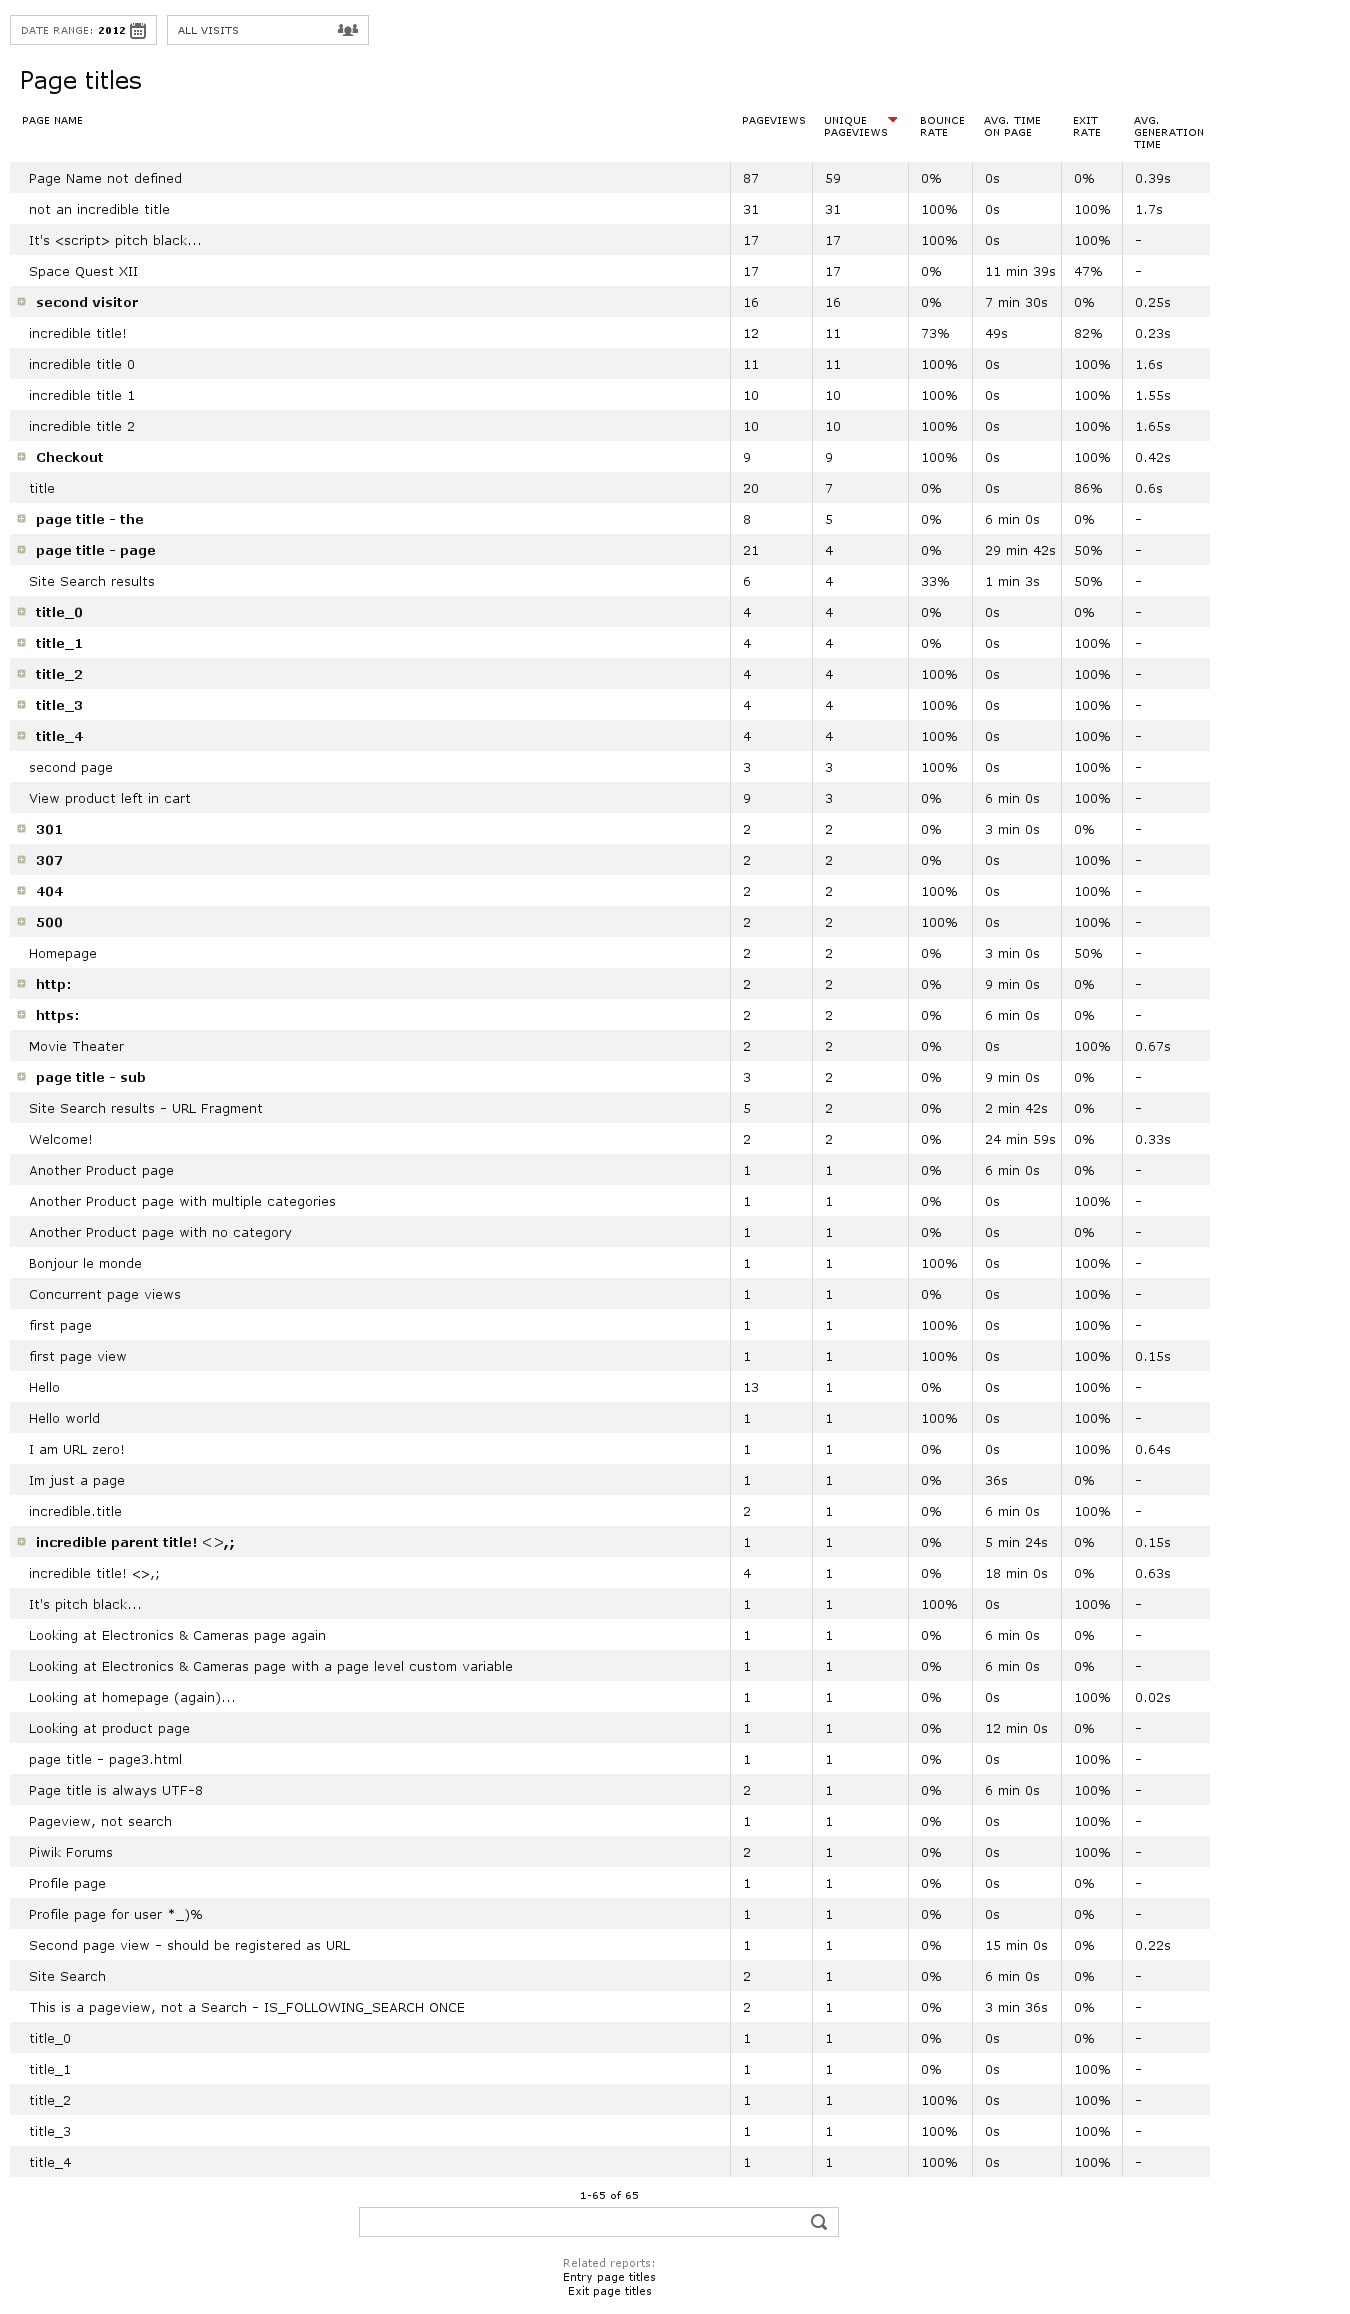 DATE RANGE: 2012 ALL VISITS
Page titles
PAGE NAME PAGEVIEWS UNIQUE PAGEVIEWS BOUNCE RATE AVG. TIME ON PAGE EXIT RATE AVG. GENERATION TIME
Page Name not defined 87 59 0% 0s 0% 0.39s
not an incredible title 31 31 100% 0s 100% 1.7s
It's <script> pitch black... 17 17 100% 0s 100% -
Space Quest XII 17 17 0% 11 min 39s 47% -
second visitor 16 16 0% 7 min 30s 0% 0.25s
incredible title! 12 11 73% 49s 82% 0.23s
incredible title 0 11 11 100% 0s 100% 1.6s
incredible title 1 10 10 100% 0s 100% 1.55s
incredible title 2 10 10 100% 0s 100% 1.65s
Checkout 9 9 100% 0s 100% 0.42s
title 20 7 0% 0s 86% 0.6s
page title - the 8 5 0% 6 min 0s 0% -
page title - page 21 4 0% 29 min 42s 50% -
Site Search results 6 4 33% 1 min 3s 50% -
title_0 4 4 0% 0s 0% -
title_1 4 4 0% 0s 100% -
title_2 4 4 100% 0s 100% -
title_3 4 4 100% 0s 100% -
title_4 4 4 100% 0s 100% -
second page 3 3 100% 0s 100% -
View product left in cart 9 3 0% 6 min 0s 100% -
301 2 2 0% 3 min 0s 0% -
307 2 2 0% 0s 100% -
404 2 2 100% 0s 100% -
500 2 2 100% 0s 100% -
Homepage 2 2 0% 3 min 0s 50% -
http: 2 2 0% 9 min 0s 0% -
https: 2 2 0% 6 min 0s 0% -
Movie Theater 2 2 0% 0s 100% 0.67s
page title - sub 3 2 0% 9 min 0s 0% -
Site Search results - URL Fragment 5 2 0% 2 min 42s 0% -
Welcome! 2 2 0% 24 min 59s 0% 0.33s
Another Product page 1 1 0% 6 min 0s 0% -
Another Product page with multiple categories 1 1 0% 0s 100% -
Another Product page with no category 1 1 0% 0s 0% -
Bonjour le monde 1 1 100% 0s 100% -
Concurrent page views 1 1 0% 0s 100% -
first page 1 1 100% 0s 100% -
first page view 1 1 100% 0s 100% 0.15s
Hello 13 1 0% 0s 100% -
Hello world 1 1 100% 0s 100% -
I am URL zero! 1 1 0% 0s 100% 0.64s
Im just a page 1 1 0% 36s 0% -
incredible.title 2 1 0% 6 min 0s 100% -
incredible parent title! <>,; 1 1 0% 5 min 24s 0% 0.15s
incredible title! <>,; 4 1 0% 18 min 0s 0% 0.63s
It's pitch black... 1 1 100% 0s 100% -
Looking at Electronics & Cameras page again 1 1 0% 6 min 0s 0% -
Looking at Electronics & Cameras page with a page level custom variable 1 1 0% 6 min 0s 0% -
Looking at homepage (again)... 1 1 0% 0s 100% 0.02s
Looking at product page 1 1 0% 12 min 0s 0% -
page title - page3.html 1 1 0% 0s 100% -
Page title is always UTF-8 2 1 0% 6 min 0s 100% -
Pageview, not search 1 1 0% 0s 100% -
Piwik Forums 2 1 0% 0s 100% -
Profile page 1 1 0% 0s 0% -
Profile page for user *_)% 1 1 0% 0s 0% -
Second page view - should be registered as URL 1 1 0% 15 min 0s 0% 0.22s
Site Search 2 1 0% 6 min 0s 0% -
This is a pageview, not a Search - IS_FOLLOWING_SEARCH ONCE 2 1 0% 3 min 36s 0% -
title_0 1 1 0% 0s 0% -
title_1 1 1 0% 0s 100% -
title_2 1 1 100% 0s 100% -
title_3 1 1 100% 0s 100% -
title_4 1 1 100% 0s 100% -
1-65 of 65
Related reports:
Entry page titles
Exit page titles